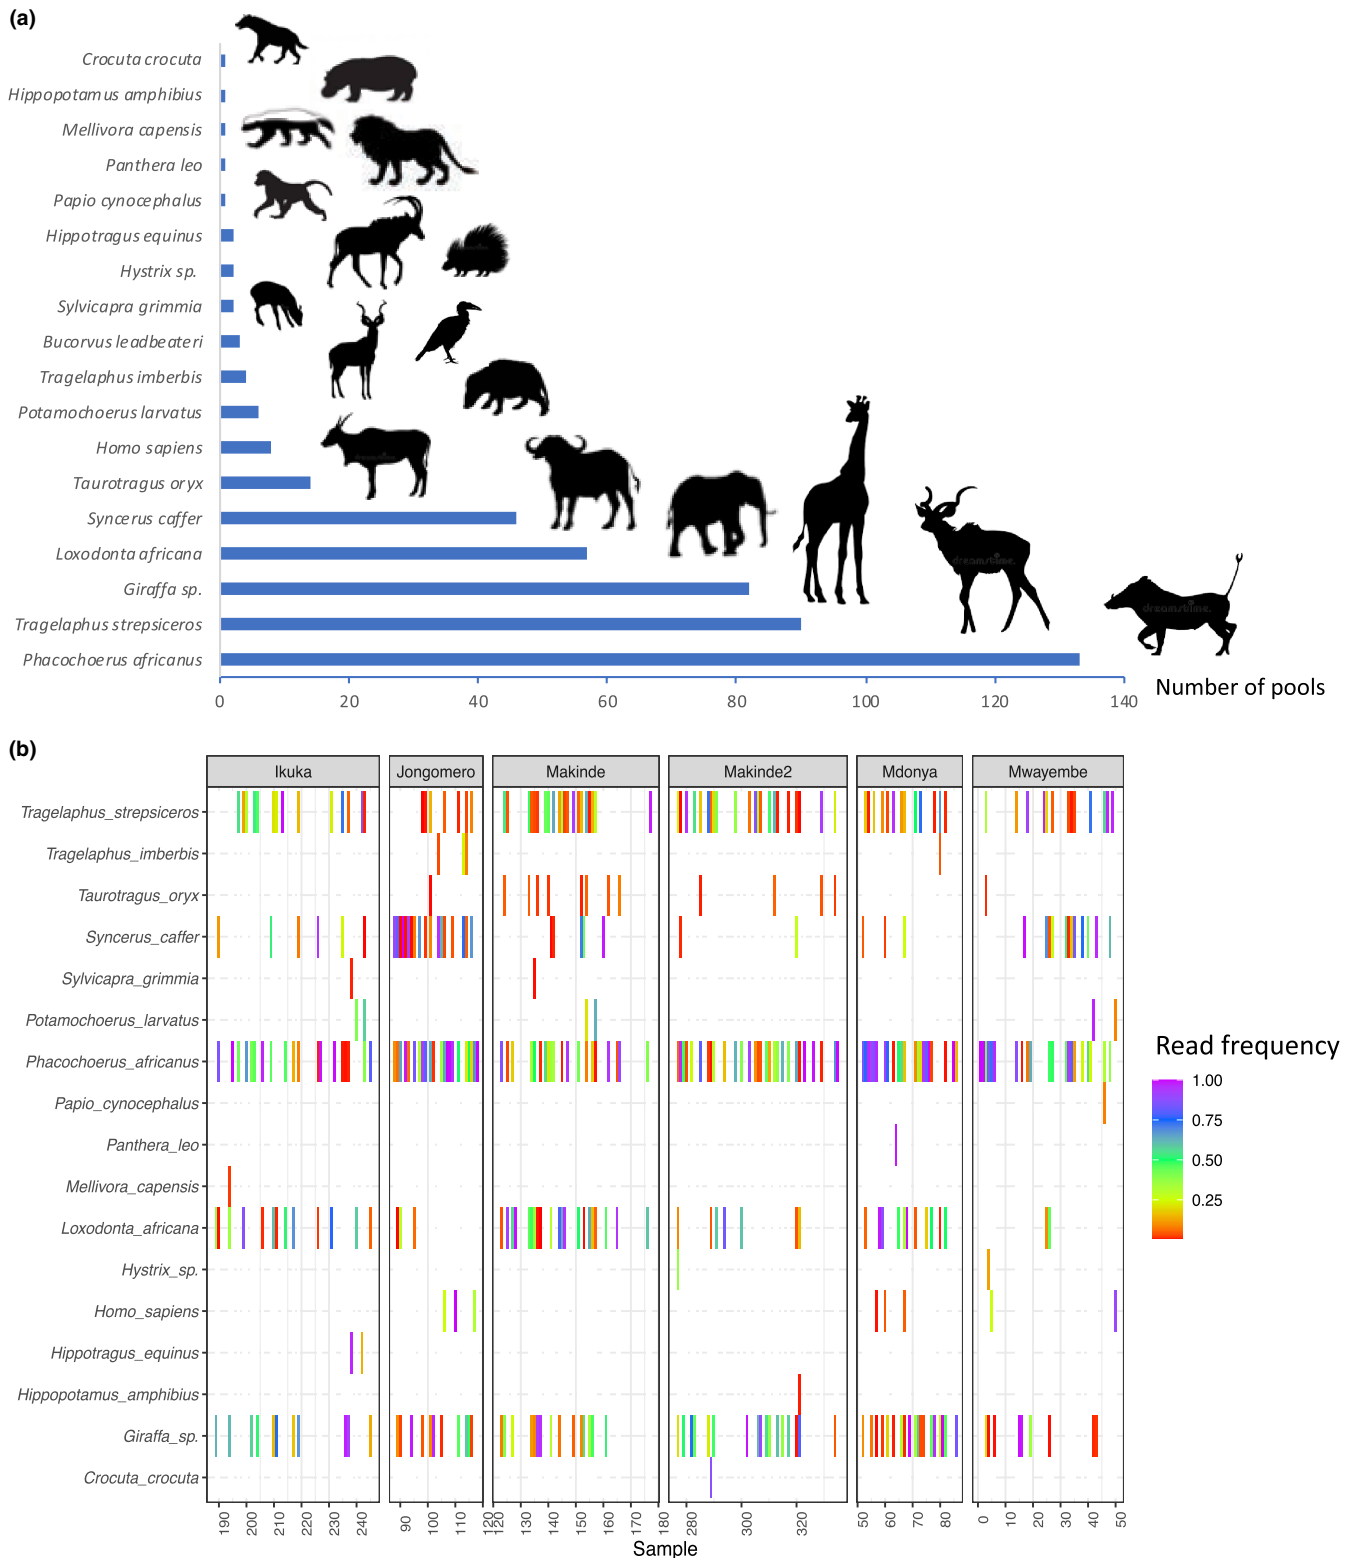 (a)
Crocuta crocuta
Hippopotamus amphibius
Mellivora capensis
Panthera leo
Papio cynocephalus
Hippotragus equinus
Hystrix sp.
Sylvicapra grimmia
Bucorvus leadbeateri
Tragelaphus imberbis
Potamochoerus larvatus
Homo sapiens
Taurotragus oryx
Syncerus caffer
Loxodonta africana
Giraffa sp.
Tragelaphus strepsiceros
Phacochoerus africanus
dreamstime.
dreamstime.
0 20 40 60 80 100 120 140
Number of pools
(b)
Ikuka Jongomero Makinde Makinde2 Mdonya Mwayembe
Tragelaphus_strepsiceros
Tragelaphus_imberbis
Taurotragus_oryx
Syncerus_caffer
Sylvicapra_grimmia
Potamochoerus_larvatus
Phacochoerus_africanus
Papio_cynocephalus
Panthera_leo
Mellivora_capensis
Loxodonta_africana
Hystrix_sp.
Homo_sapiens
Hippotragus_equinus
Hippopotamus_amphibius
Giraffa_sp.
Crocuta_crocuta
190 200 210 220 230 240 90 100 110 120 120 130 140 150 160 170 180 280 300 320 50 60 70 80 0 10 20 30 40 50
Sample
Read frequency
1.00
0.75
0.50
0.25